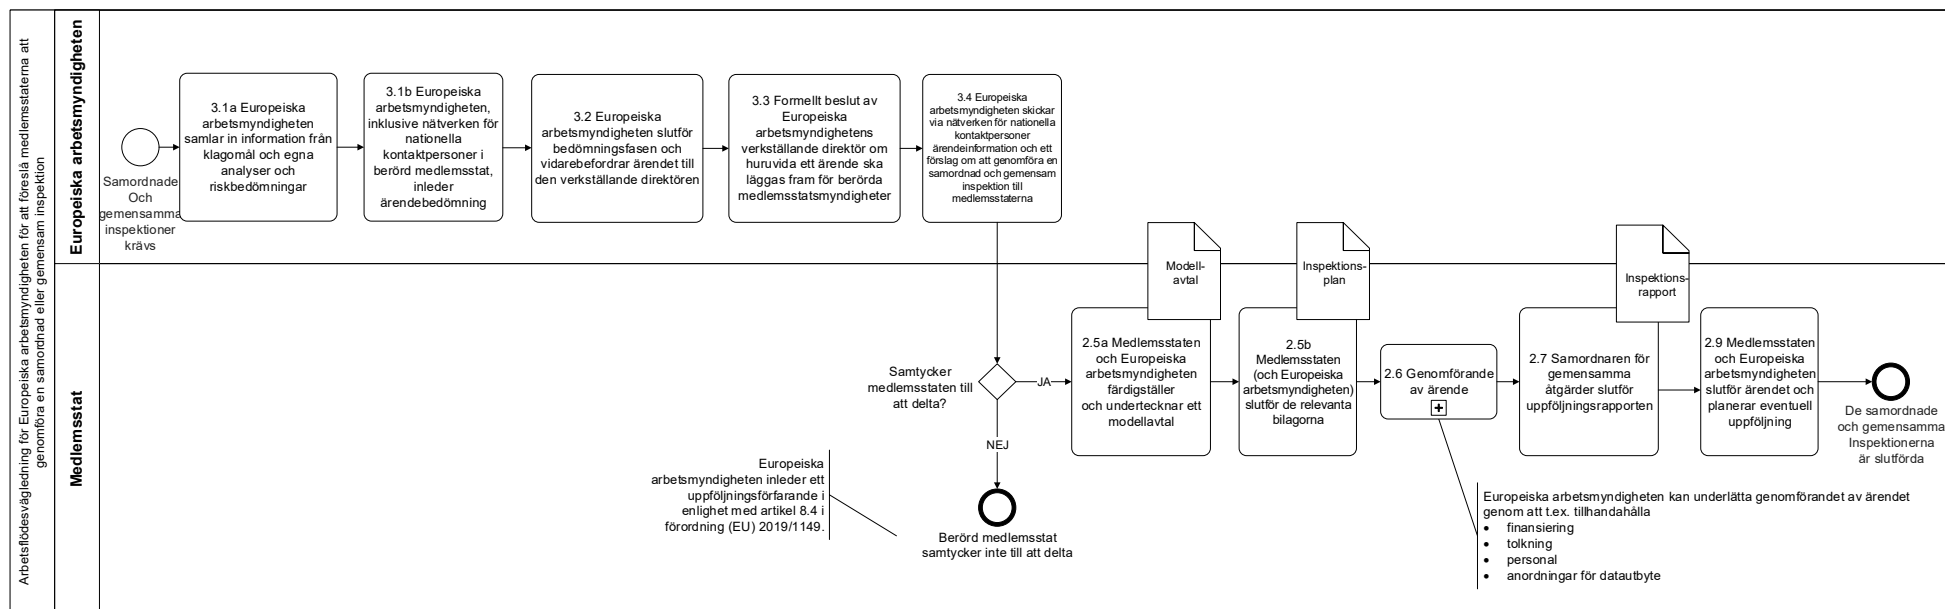 Arbetsflödesvägledning för Europeiska arbetsmyndigheten för att föreslå medlemsstaterna att
genomföra en samordnad eller gemensam inspektion
Europeiska arbetsmyndigheten
Samordnade
Och
gemensamma
inspektioner
krävs
3.1a Europeiska
arbetsmyndigheten
samlar in information från
klagomål och egna
analyser och
riskbedömningar
3.1b Europeiska
arbetsmyndigheten,
inklusive nätverken för
nationella
kontaktpersoner i
berörd medlemsstat,
inleder
ärendebedömning
3.2 Europeiska
arbetsmyndigheten slutför
bedömningsfasen och
vidarebefordrar ärendet till
den verkställande direktören
3.3 Formellt beslut av
Europeiska
arbetsmyndighetens
verkställande direktör om
huruvida ett ärende ska
läggas fram för berörda
medlemsstatsmyndigheter
3.4 Europeiska
arbetsmyndigheten skickar
via nätverken för nationella
kontaktpersoner
ärendeinformation och ett
förslag om att genomföra en
samordnad och gemensam
inspektion till
medlemsstaterna
Medlemsstat
Samtycker
medlemsstaten till
att delta?
JA
NEJ
Europeiska
arbetsmyndigheten inleder ett
uppföljningsförfarande i
enlighet med artikel 8.4 i
förordning (EU) 2019/1149.
Berörd medlemsstat
samtycker inte till att delta
Modell-
avtal
2.5a Medlemsstaten
och Europeiska
arbetsmyndigheten
färdigställer
och undertecknar ett
modellavtal
Inspektions-
plan
2.5b
Medlemsstaten
(och Europeiska
arbetsmyndigheten)
slutför de relevanta
bilagorna
2.6 Genomförande
av ärende
Europeiska arbetsmyndigheten kan underlätta genomförandet av ärendet
genom att t.ex. tillhandahålla
• finansiering
• tolkning
• personal
• anordningar för datautbyte
Inspektions-
rapport
2.7 Samordnaren för
gemensamma
åtgärder slutför
uppföljningsrapporten
2.9 Medlemsstaten
och Europeiska
arbetsmyndigheten
slutför ärendet och
planerar eventuell
uppföljning
De samordnade
och gemensamma
Inspektionerna
är slutförda